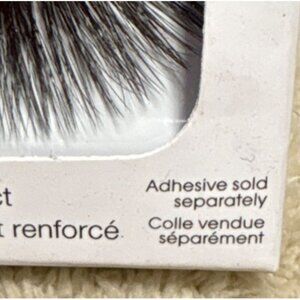 ct
t renforcé
Adhesive sold
separately
Colle vendue
séparément